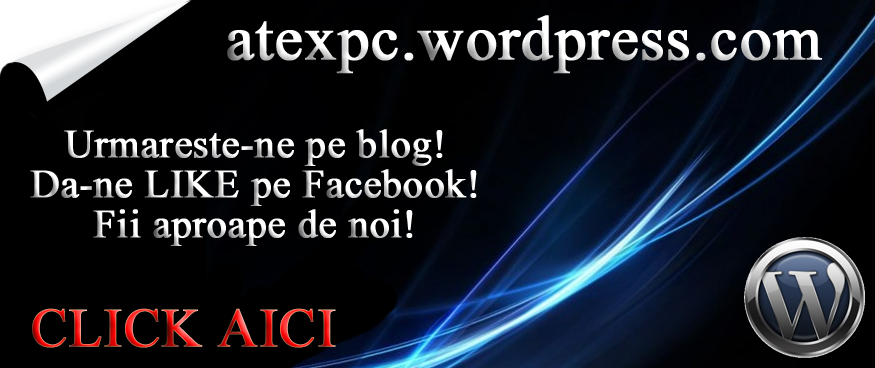 atexpc.wordpress.com
Urmareste-ne pe blog!
Da-ne LIKE pe Facebook!
Fii aproape de noi!
CLICK AICI
W